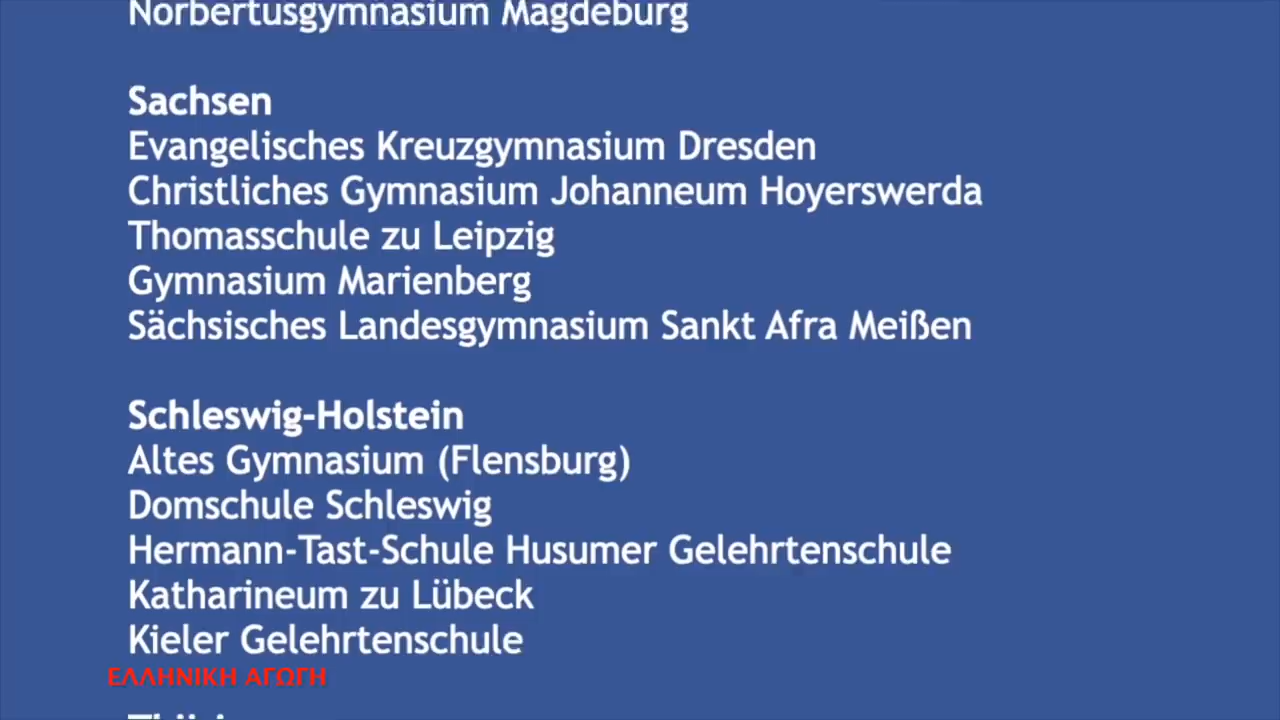 Norbertusgymnasium Magdeburg
Sachsen
Evangelisches Kreuzgymnasium Dresden
Christliches Gymnasium Johanneum Hoyerswerda
Thomasschule zu Leipzig
Gymnasium Marienberg
Sächsisches Landesgymnasium Sankt Afra Meißen
Schleswig-Holstein
Altes Gymnasium (Flensburg)
Domschule Schleswig
Hermann-Tast-Schule Husumer Gelehrtenschule
Katharineum zu Lübeck
Kieler Gelehrtenschule
ΕΛΛΗΝΙΚΗ ΑΓΩΓΗ